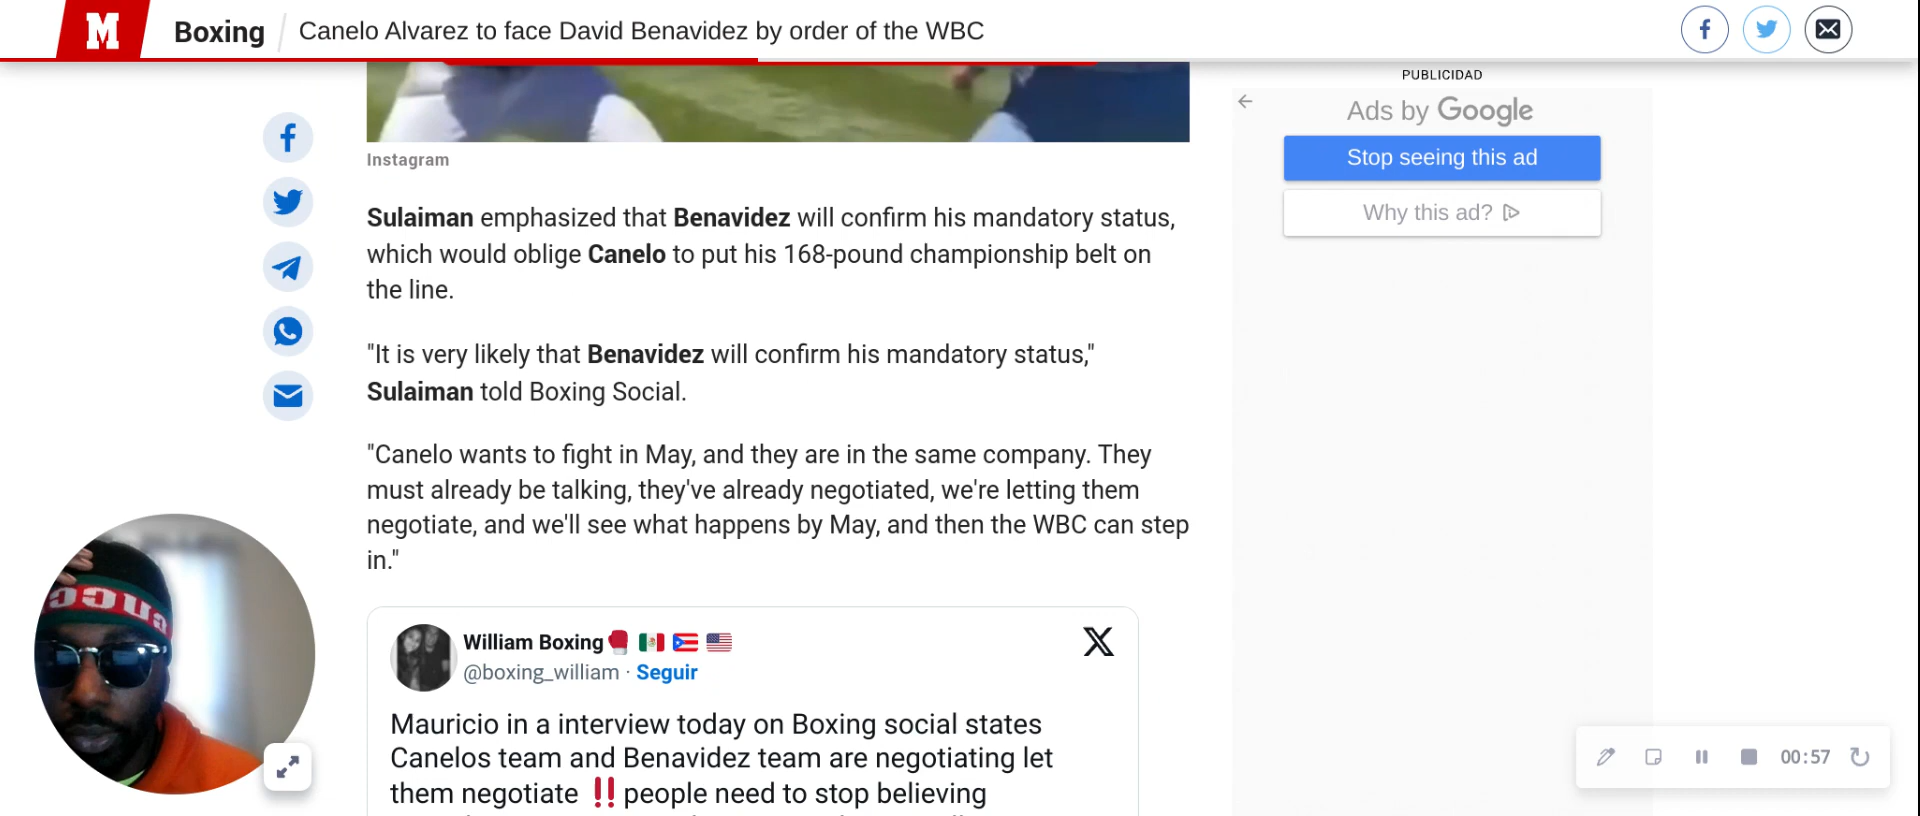 M
Boxing
Canelo Alvarez to face David Benavidez by order of the WBC
PUBLICIDAD
Ads by Google
Stop seeing this ad
Why this ad?
Instagram
Sulaiman emphasized that Benavidez will confirm his mandatory status,
which would oblige Canelo to put his 168-pound championship belt on
the line.
"It is very likely that Benavidez will confirm his mandatory status,"
Sulaiman told Boxing Social.
"Canelo wants to fight in May, and they are in the same company. They
must already be talking, they've already negotiated, we're letting them
negotiate, and we'll see what happens by May, and then the WBC can step
in."
William Boxing🥊 🇲🇽 🇵🇷 🇺🇸
@boxing_william · Seguir
Mauricio in a interview today on Boxing social states
Canelos team and Benavidez team are negotiating let
them negotiate ‼️ people need to stop believing
GUCCI
00:57